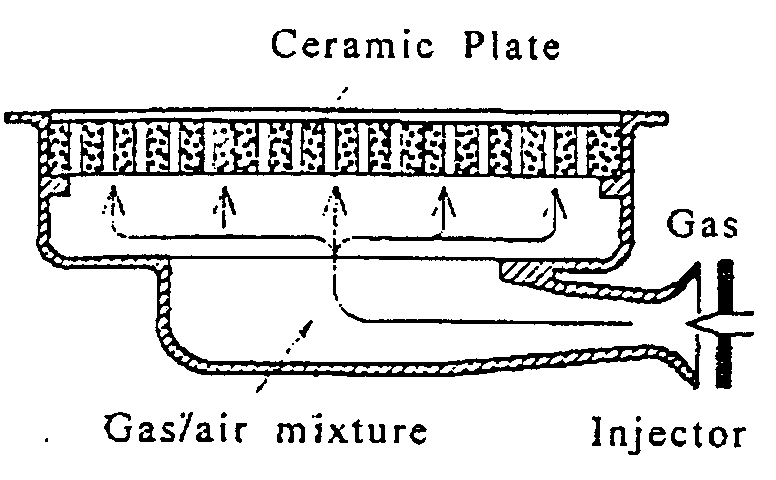 Ceramic Plate
Gas
Gas/air mixture
Injector